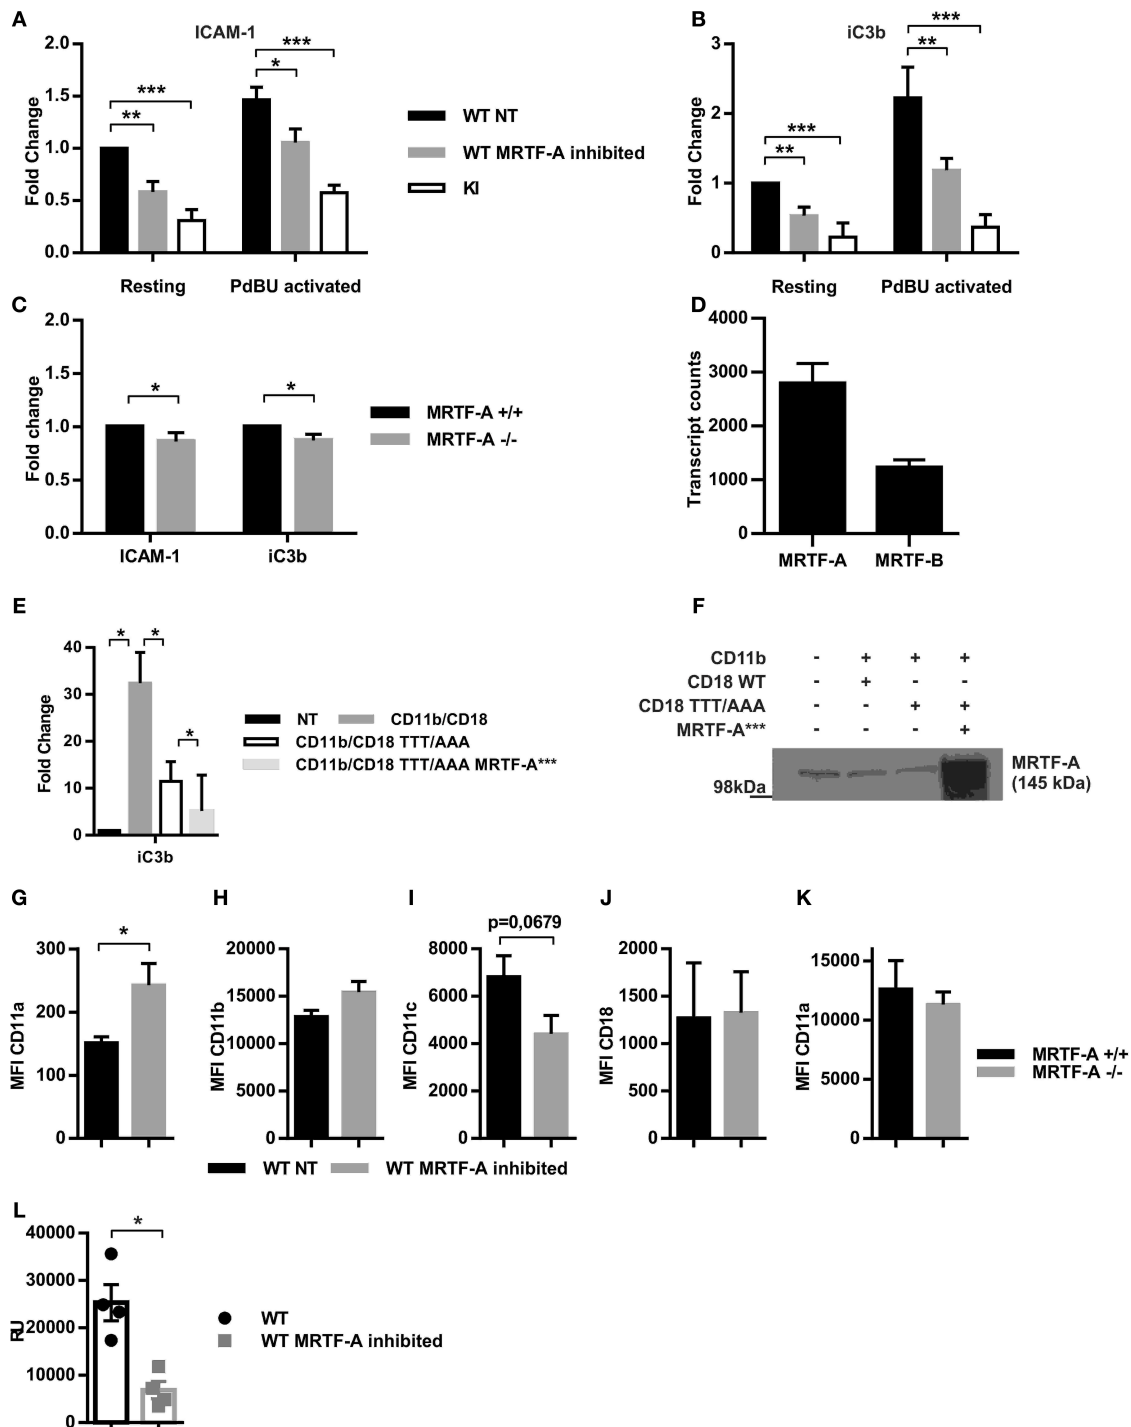 A
ICAM-1
Fold Change
2.0
1.5
1.0
0.5
0.0
***
**
***
*
Resting
PdBU activated
WT NT
WT MRTF-A inhibited
KI
B
iC3b
Fold Change
3
2
1
0
***
**
***
**
Resting
PdBU activated
C
Fold change
2.0
1.5
1.0
0.5
0.0
*
*
ICAM-1
iC3b
MRTF-A +/+
MRTF-A -/-
D
Transcript counts
4000
3000
2000
1000
0
MRTF-A
MRTF-B
E
Fold Change
40
30
20
10
0
*
*
*
iC3b
NT
CD11b/CD18
CD11b/CD18 TTT/AAA
CD11b/CD18 TTT/AAA MRTF-A***
F
CD11b - + + +
CD18 WT - + - -
CD18 TTT/AAA - - + +
MRTF-A*** - - - +
98kDa
MRTF-A
(145 kDa)
G
MFI CD11a
300
200
100
0
*
H
MFI CD11b
20000
15000
10000
5000
0
I
MFI CD11c
8000
6000
4000
2000
0
p=0,0679
J
MFI CD18
2000
1500
1000
500
0
K
MFI CD11a
15000
10000
5000
0
MRTF-A +/+
MRTF-A -/-
WT NT
WT MRTF-A inhibited
L
RU
40000
30000
20000
10000
0
*
WT
WT MRTF-A inhibited